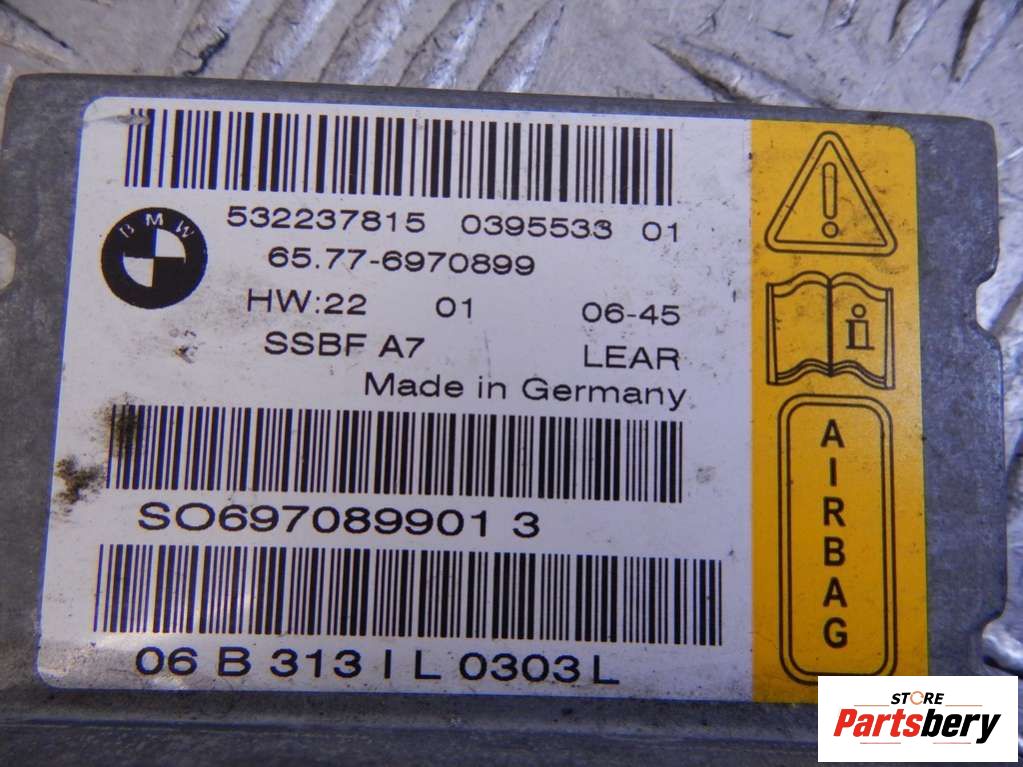 532237815 0395533 01
BMW
65.77-6970899
HW:22 01 06-45
SSBF A7 LEAR
Made in Germany
SO697089901 3
06 B 313 I L 0303 L
i
AIRBAG
STORE
Partsbery